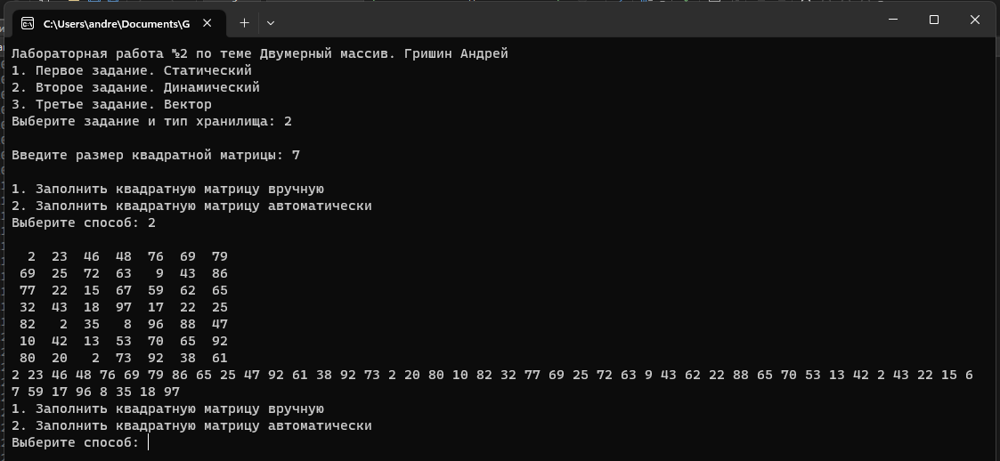 C:\Users\andre\Documents\G
Лабораторная работа №2 по теме Двумерный массив. Гришин Андрей
1. Первое задание. Статический
2. Второе задание. Динамический
3. Третье задание. Вектор
Выберите задание и тип хранилища: 2
Введите размер квадратной матрицы: 7
1. Заполнить квадратную матрицу вручную
2. Заполнить квадратную матрицу автоматически
Выберите способ: 2
2 23 46 48 76 69 79
69 25 72 63 9 43 86
77 22 15 67 59 62 65
32 43 18 97 17 22 25
82 2 35 8 96 88 47
10 42 13 53 70 65 92
80 20 2 73 92 38 61
2 23 46 48 76 69 79 86 65 25 47 92 61 38 92 73 2 20 80 10 82 32 77 69 25 72 63 9 43 62 22 88 65 70 53 13 42 2 43 22 15 6
7 59 17 96 8 35 18 97
1. Заполнить квадратную матрицу вручную
2. Заполнить квадратную матрицу автоматически
Выберите способ: